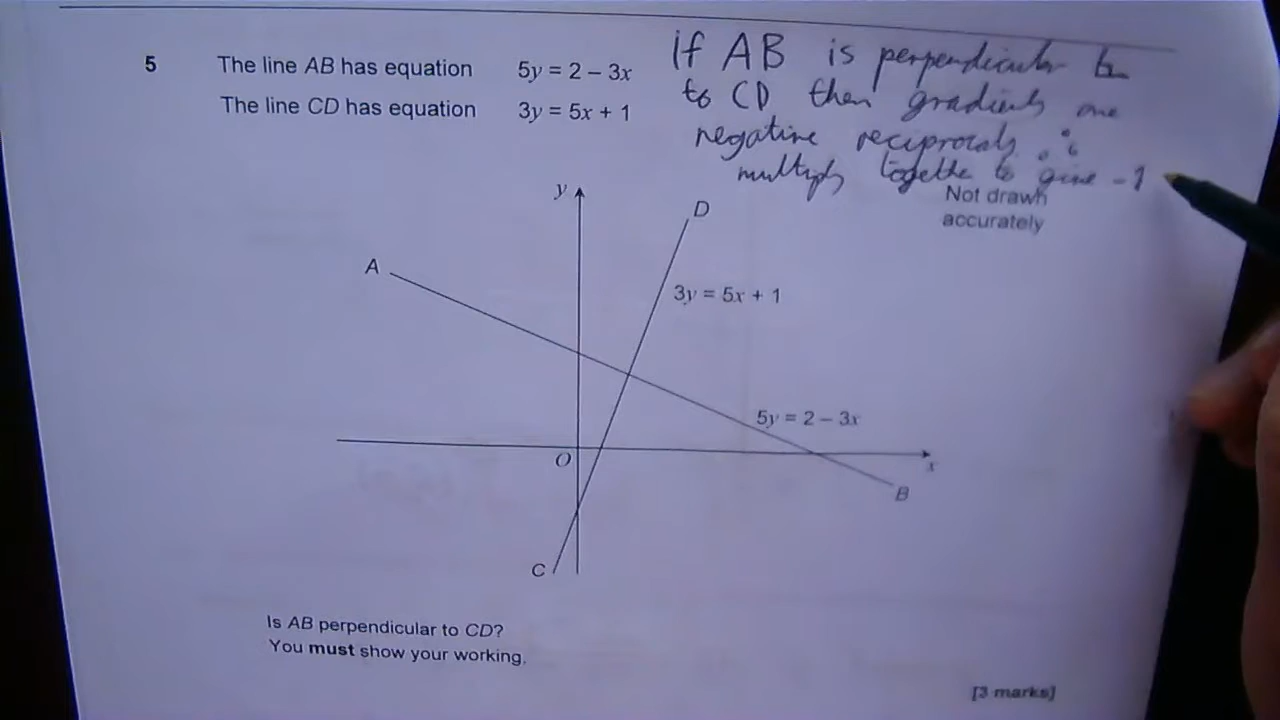 5 The line AB has equation 5y = 2 – 3x
The line CD has equation 3y = 5x + 1
If AB is perpendicular to
to CD then gradients are
negative reciprocals ie
multiply together to give -1
Not drawn
accurately
y
D
A
3y = 5x + 1
5y = 2 – 3x
O
x
B
C
Is AB perpendicular to CD?
You must show your working.
[3 marks]